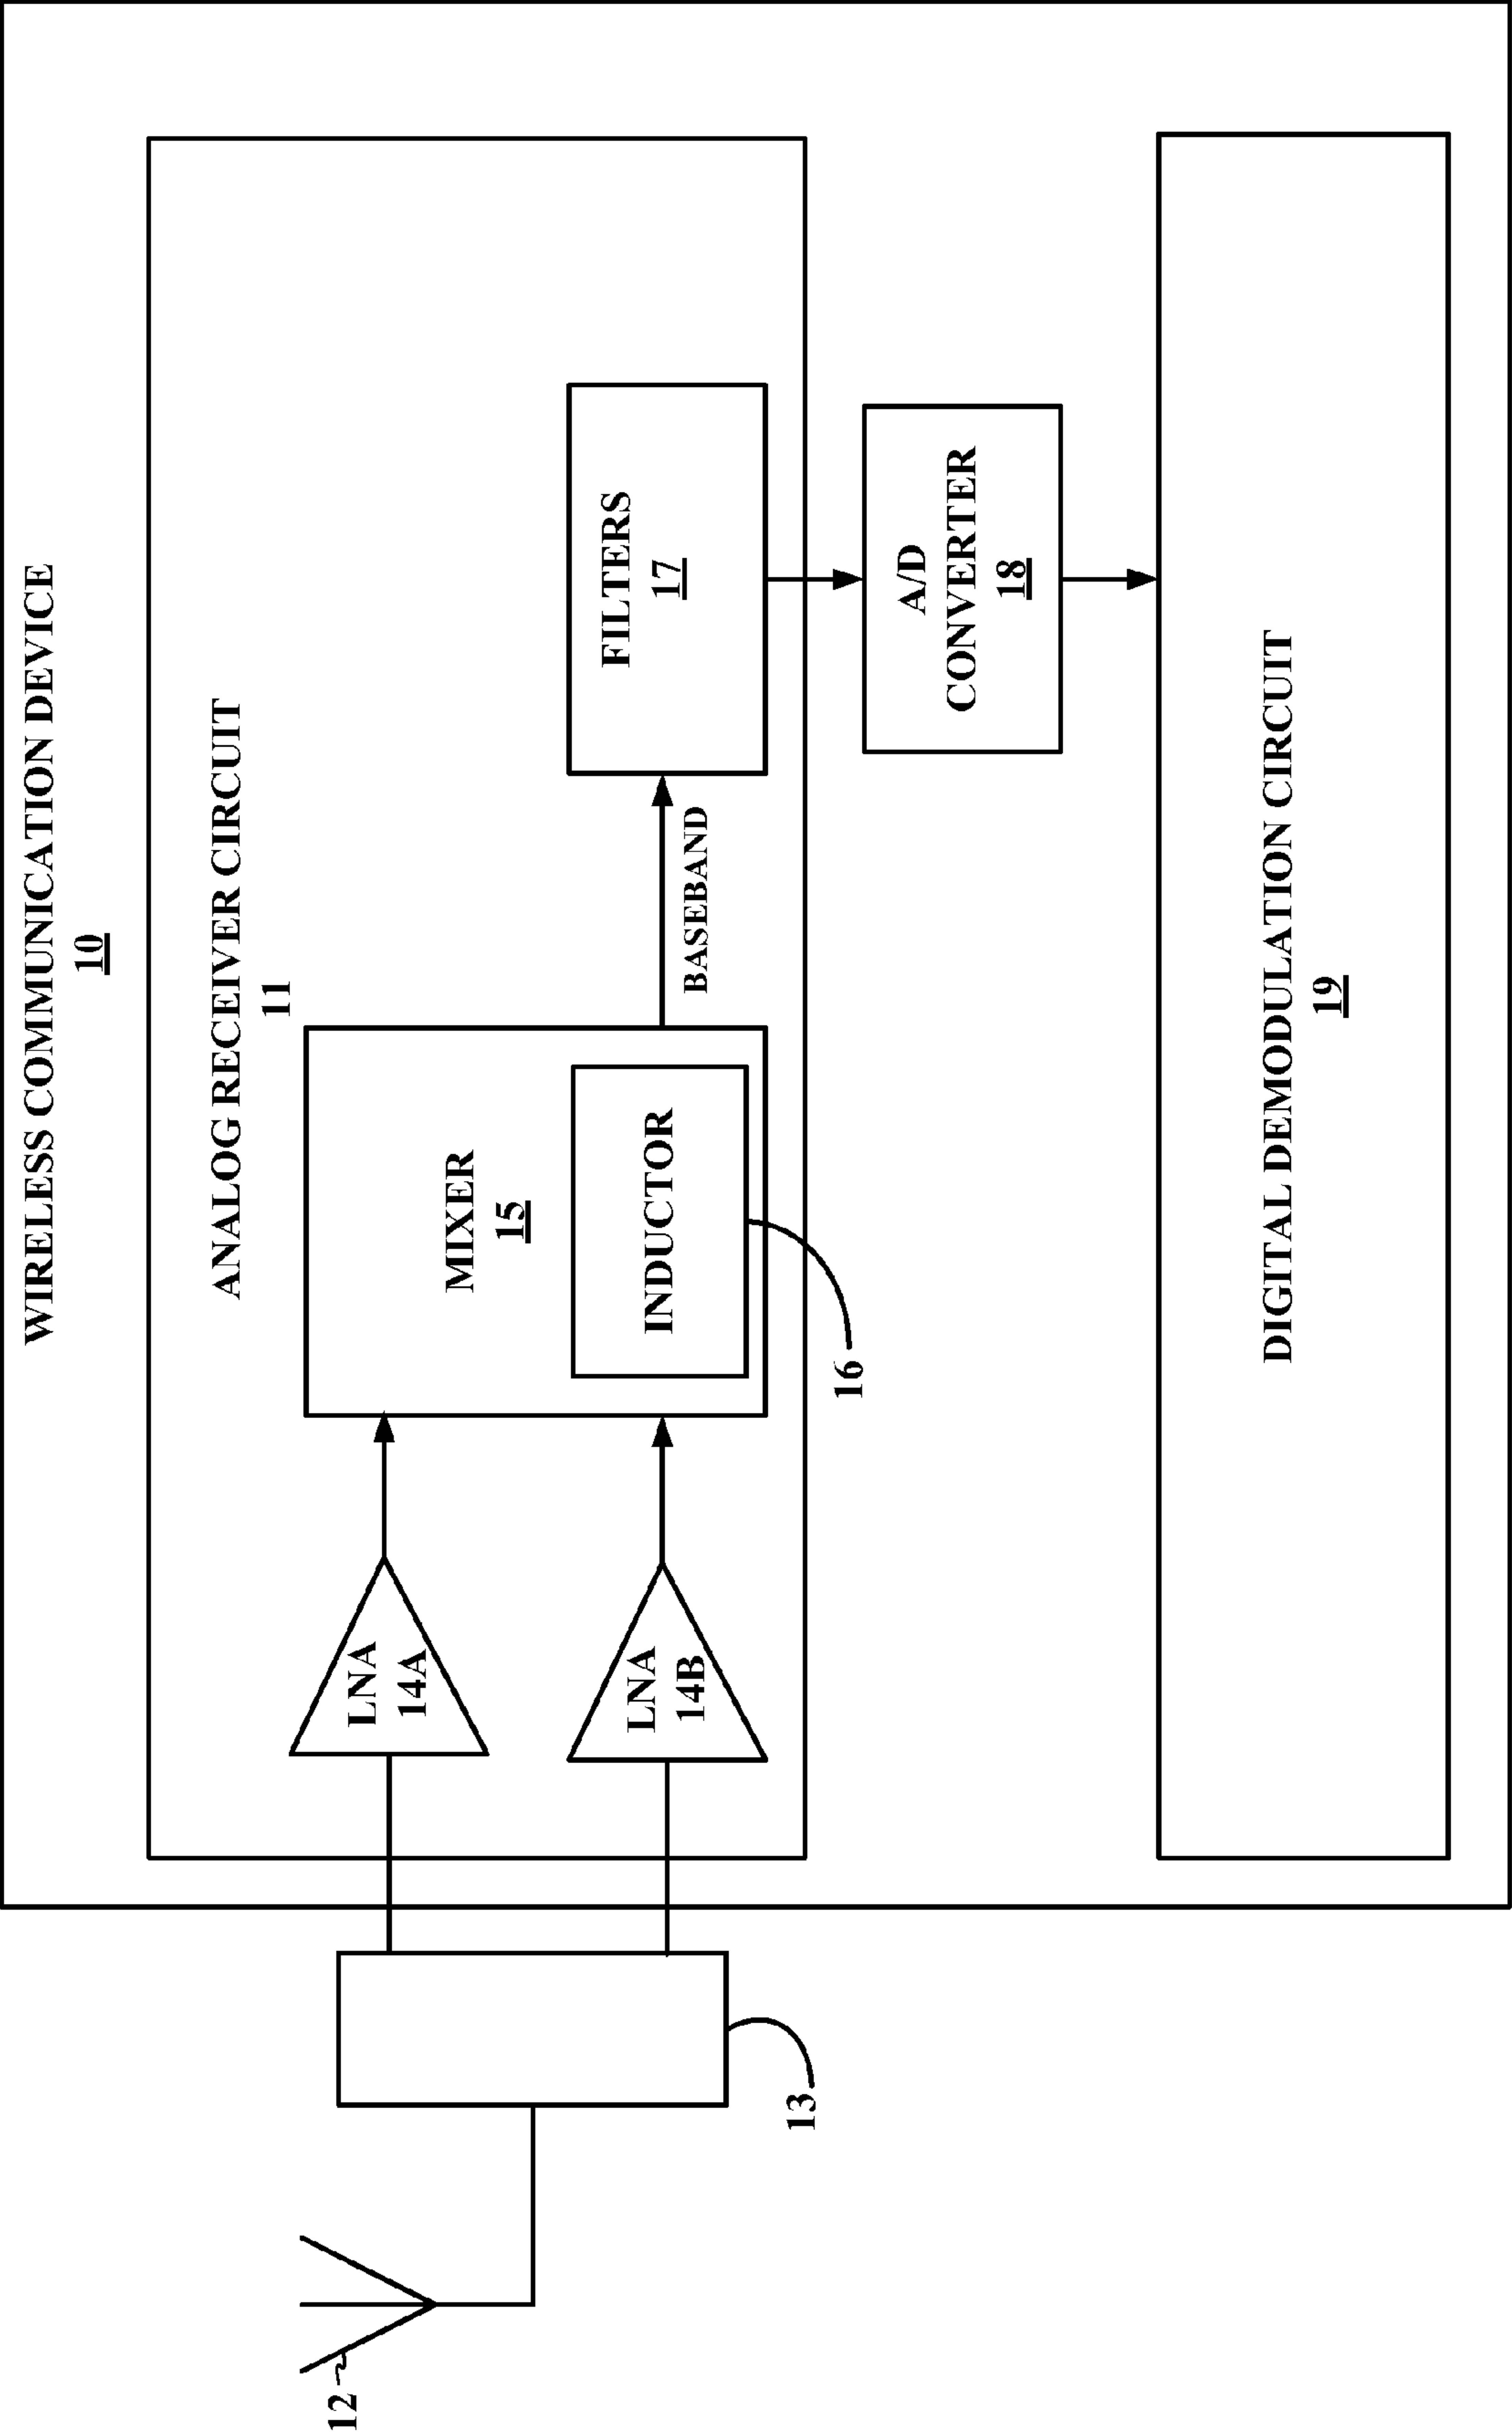 WIRELESS COMMUNICATION DEVICE
10
ANALOG RECEIVER CIRCUIT
11
12
13
LNA
14A
LNA
14B
MIXER
15
INDUCTOR
16
BASEBAND
FILTERS
17
A/D
CONVERTER
18
DIGITAL DEMODULATION CIRCUIT
19